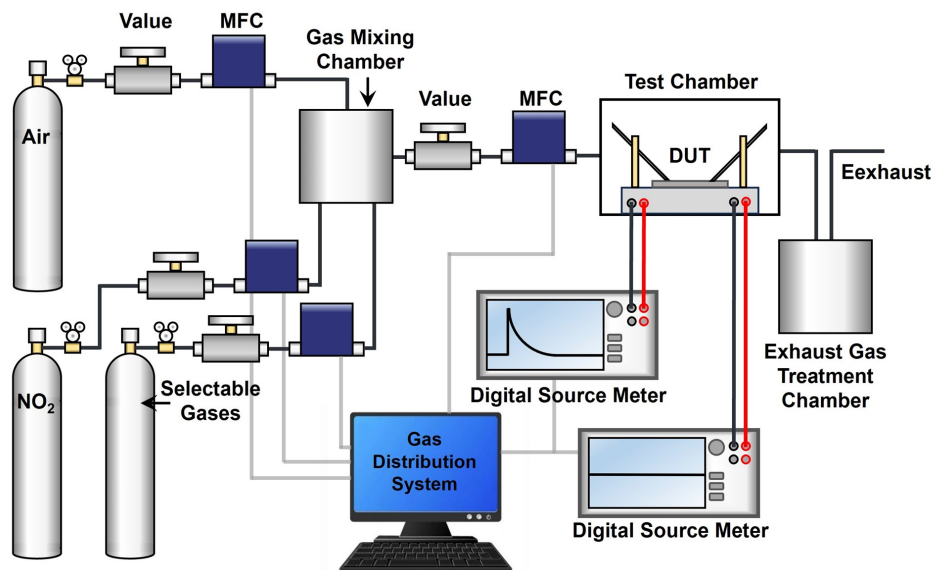 Value
MFC
Gas Mixing
Chamber
Value
MFC
Test Chamber
Air
DUT
Eexhaust
NO₂
Selectable
Gases
Digital Source Meter
Exhaust Gas
Treatment
Chamber
Gas
Distribution
System
Digital Source Meter